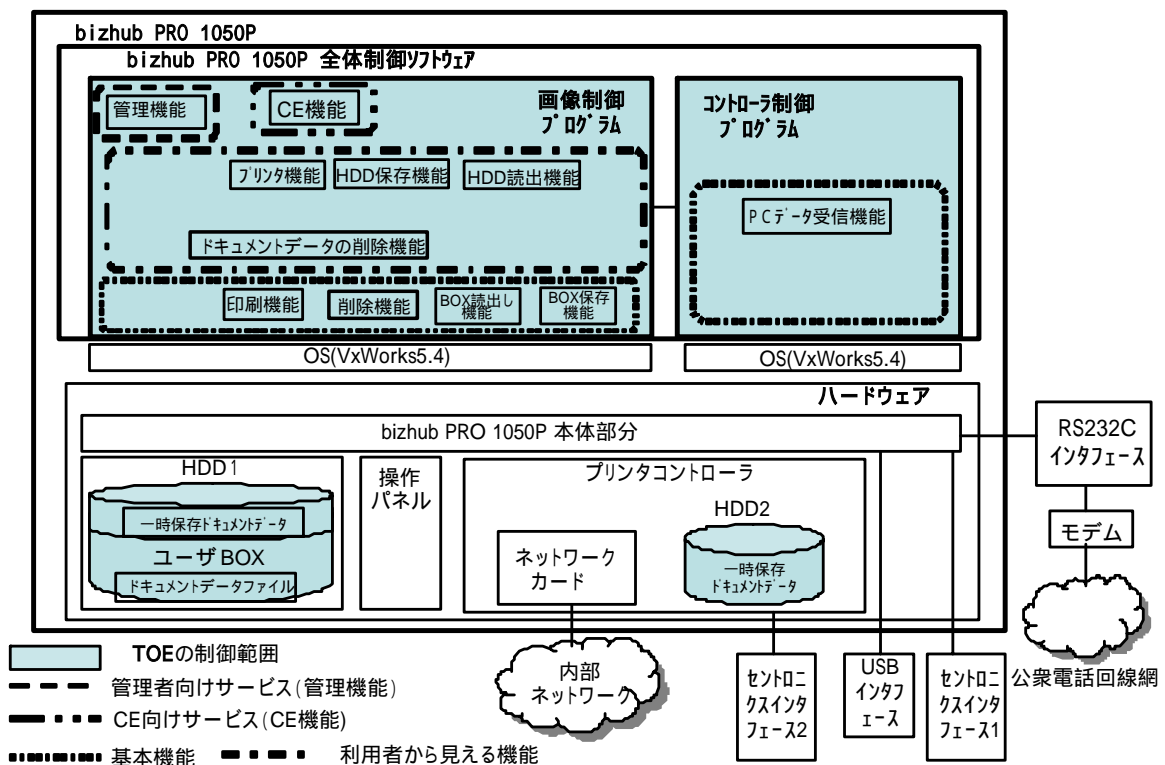 bizhub PRO 1050P
bizhub PRO 1050P 全体制御ｿﾌﾄｳｪｱ
管理機能
CE機能
画像制御
ﾌﾟﾛｸﾞﾗﾑ
ｺﾝﾄﾛｰﾗ制御
ﾌﾟﾛｸﾞﾗﾑ
ﾌﾟﾘﾝﾀ機能
HDD保存機能
HDD読出機能
PCﾃﾞｰﾀ受信機能
ドキュメントデータの削除機能
印刷機能
削除機能
BOX読出し
機能
BOX保存
機能
OS(VxWorks5.4)
OS(VxWorks5.4)
ハードウェア
bizhub PRO 1050P 本体部分
RS232C
ｲﾝﾀﾌｪｰｽ
HDD1
一時保存ﾄﾞｷｭﾒﾝﾄﾃﾞｰﾀ
ユーザBOX
ﾄﾞｷｭﾒﾝﾄデータファイル
操作
パネル
プリンタコントローラ
HDD2
ネットワーク
カード
一時保存
ﾄﾞｷｭﾒﾝﾄﾃﾞｰﾀ
モデム
公衆電話回線網
内部
ネットワーク
ｾﾝﾄﾛﾆ
ｸｽｲﾝﾀ
ﾌｪｰｽ2
USB
ｲﾝﾀﾌ
ｪｰｽ
ｾﾝﾄﾛﾆ
ｸｽｲﾝﾀ
ﾌｪｰｽ1
TOEの制御範囲
管理者向けサービス(管理機能)
CE向けサービス(CE機能)
基本機能
利用者から見える機能